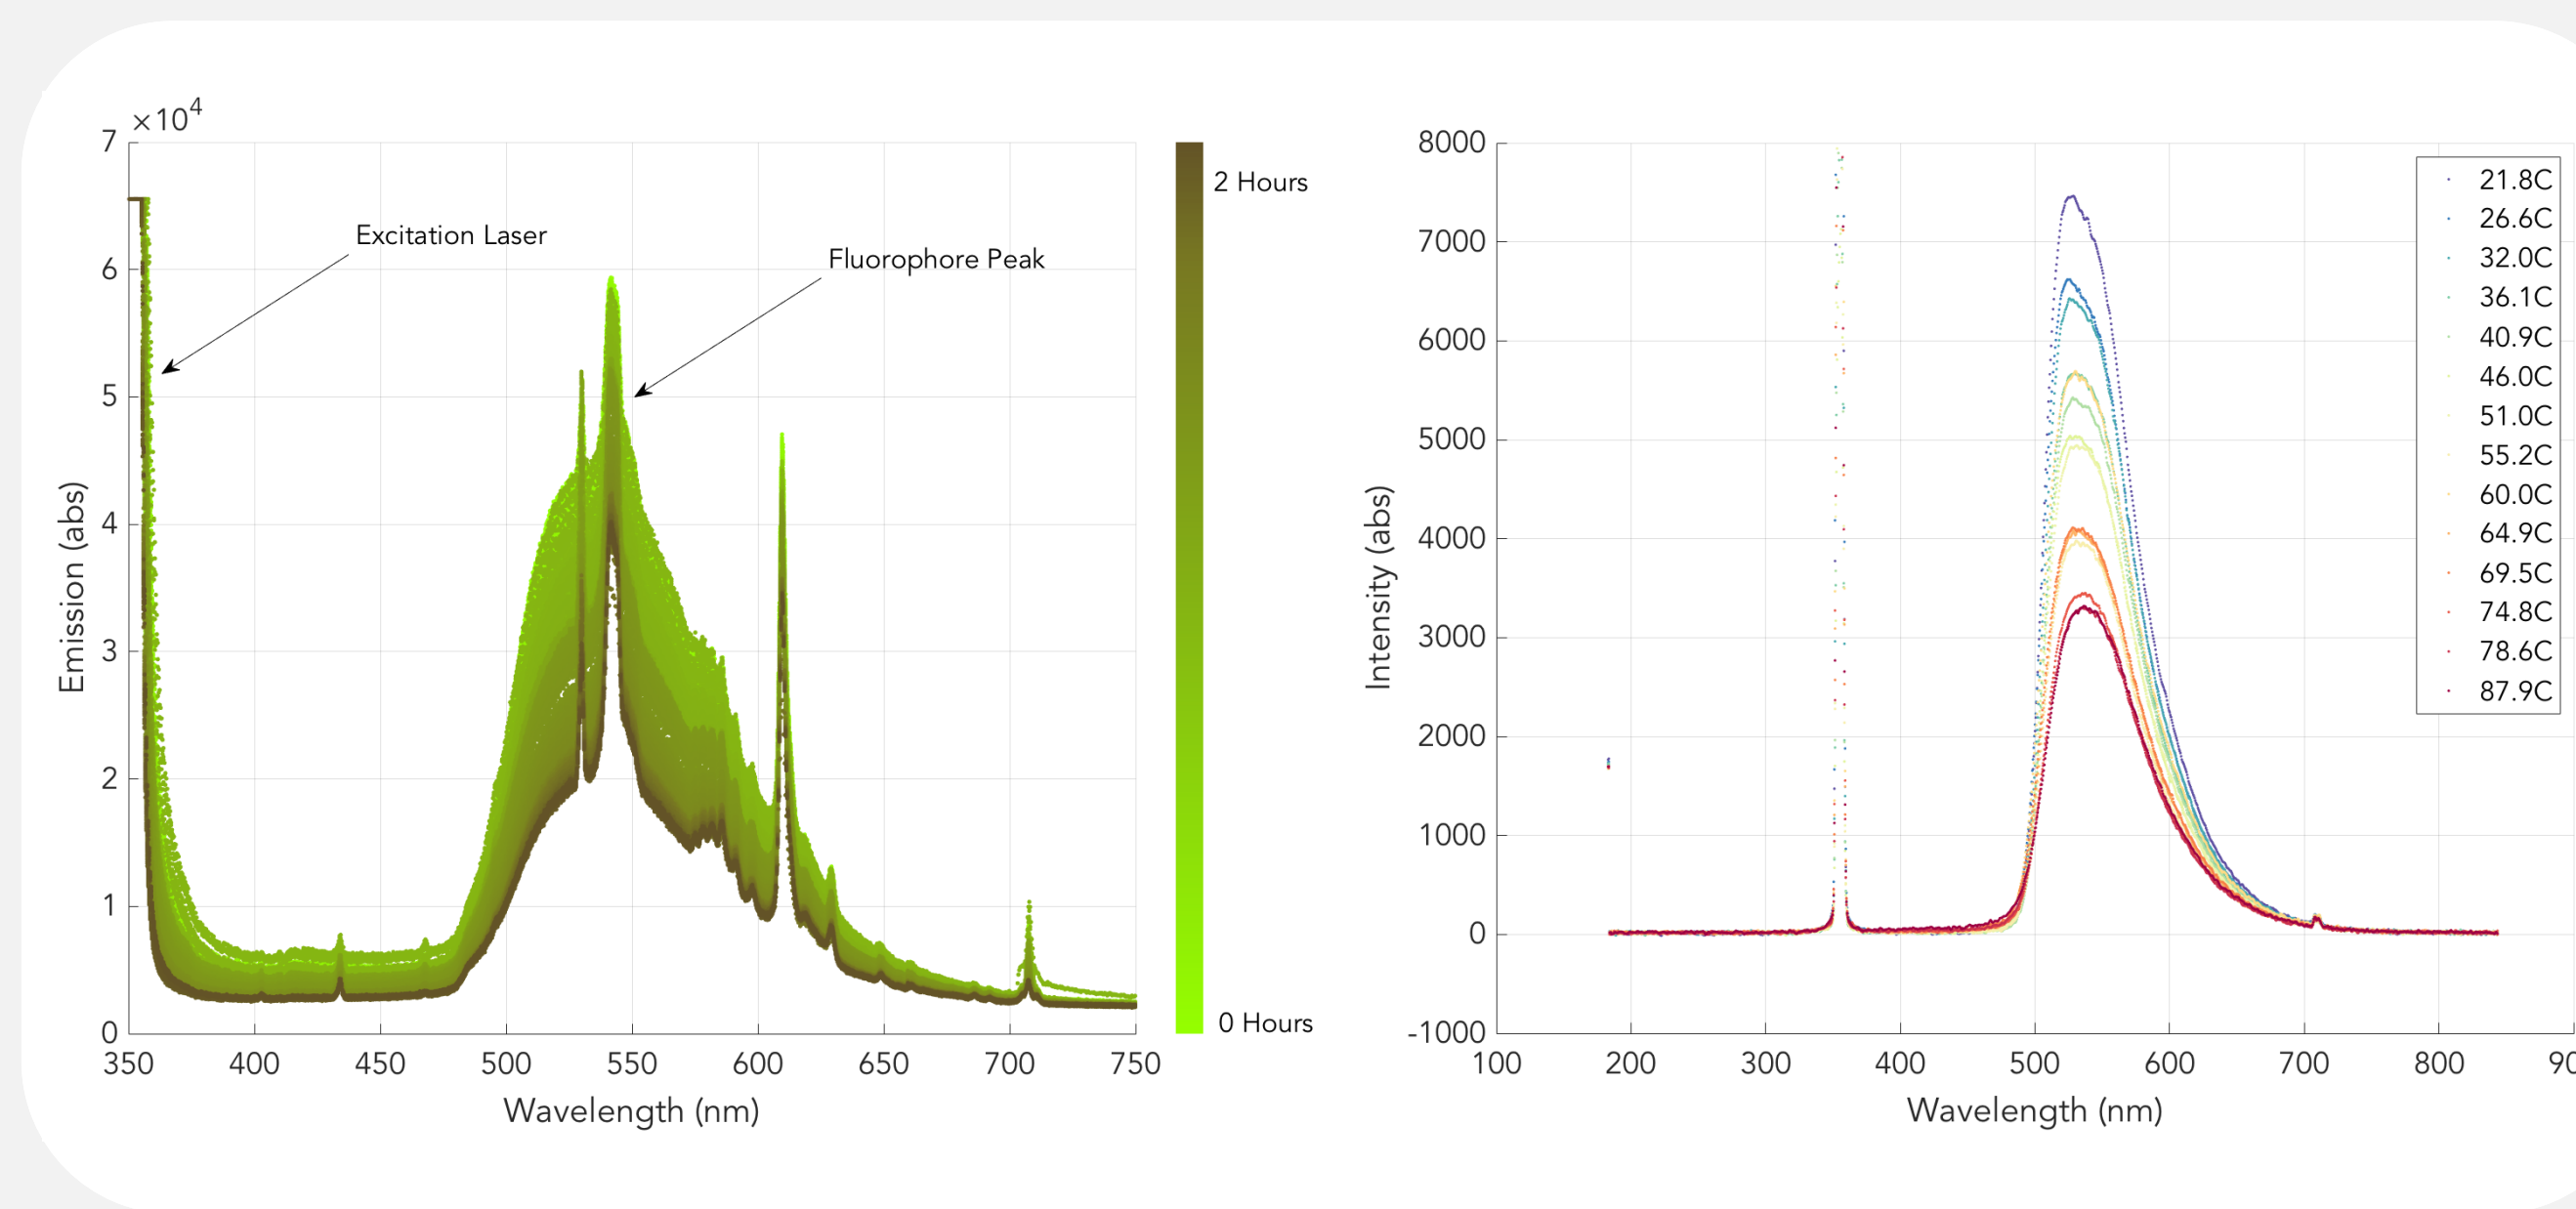 ×10⁴
7
6
5
4
3
2
1
0
Emission (abs)
350 400 450 500 550 600 650 700 750
Wavelength (nm)
Excitation Laser
Fluorophore Peak
2 Hours
0 Hours
8000
7000
6000
5000
4000
3000
2000
1000
0
-1000
Intensity (abs)
100 200 300 400 500 600 700 800 90
Wavelength (nm)
21.8C
26.6C
32.0C
36.1C
40.9C
46.0C
51.0C
55.2C
60.0C
64.9C
69.5C
74.8C
78.6C
87.9C